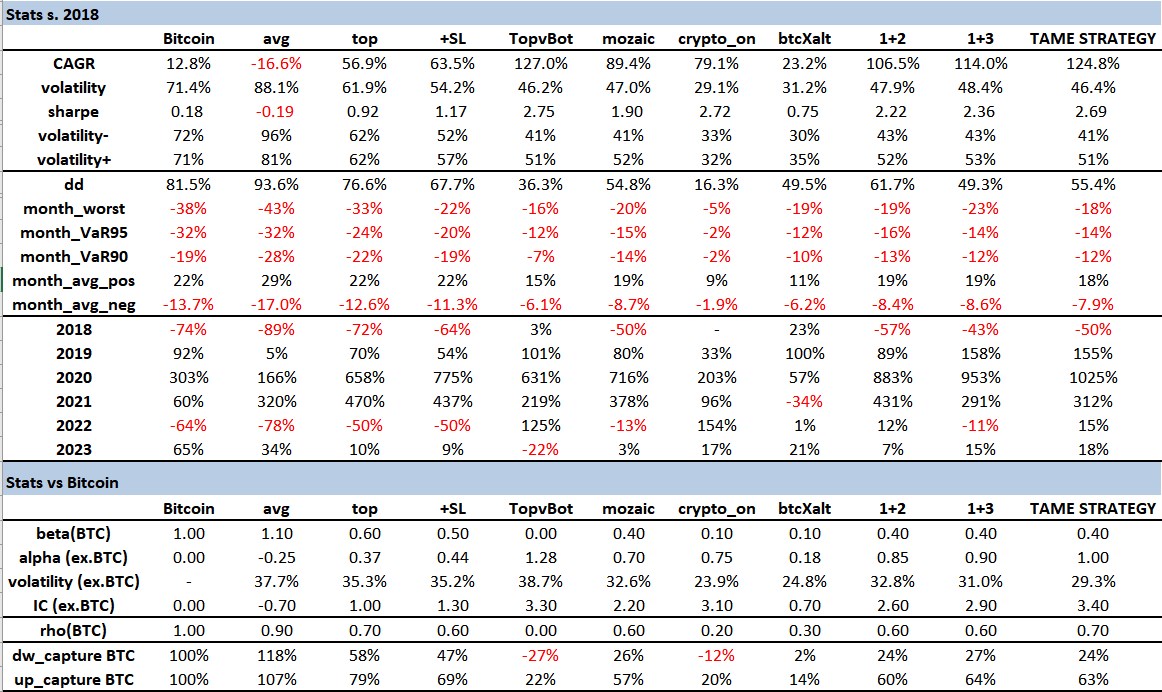 Stats s. 2018
Bitcoin avg top +SL TopvBot mozaic crypto_on btcXalt 1+2 1+3 TAME STRATEGY
CAGR 12.8% -16.6% 56.9% 63.5% 127.0% 89.4% 79.1% 23.2% 106.5% 114.0% 124.8%
volatility 71.4% 88.1% 61.9% 54.2% 46.2% 47.0% 29.1% 31.2% 47.9% 48.4% 46.4%
sharpe 0.18 -0.19 0.92 1.17 2.75 1.90 2.72 0.75 2.22 2.36 2.69
volatility- 72% 96% 62% 52% 41% 41% 33% 30% 43% 43% 41%
volatility+ 71% 81% 62% 57% 51% 52% 32% 35% 52% 53% 51%
dd 81.5% 93.6% 76.6% 67.7% 36.3% 54.8% 16.3% 49.5% 61.7% 49.3% 55.4%
month_worst -38% -43% -33% -22% -16% -20% -5% -19% -19% -23% -18%
month_VaR95 -32% -32% -24% -20% -12% -15% -2% -12% -16% -14% -14%
month_VaR90 -19% -28% -22% -19% -7% -14% -2% -10% -13% -12% -12%
month_avg_pos 22% 29% 22% 22% 15% 19% 9% 11% 19% 19% 18%
month_avg_neg -13.7% -17.0% -12.6% -11.3% -6.1% -8.7% -1.9% -6.2% -8.4% -8.6% -7.9%
2018 -74% -89% -72% -64% 3% -50% - 23% -57% -43% -50%
2019 92% 5% 70% 54% 101% 80% 33% 100% 89% 158% 155%
2020 303% 166% 658% 775% 631% 716% 203% 57% 883% 953% 1025%
2021 60% 320% 470% 437% 219% 378% 96% -34% 431% 291% 312%
2022 -64% -78% -50% -50% 125% -13% 154% 1% 12% -11% 15%
2023 65% 34% 10% 9% -22% 3% 17% 21% 7% 15% 18%
Stats vs Bitcoin
Bitcoin avg top +SL TopvBot mozaic crypto_on btcXalt 1+2 1+3 TAME STRATEGY
beta(BTC) 1.00 1.10 0.60 0.50 0.00 0.40 0.10 0.10 0.40 0.40 0.40
alpha (ex.BTC) 0.00 -0.25 0.37 0.44 1.28 0.70 0.75 0.18 0.85 0.90 1.00
volatility (ex.BTC) - 37.7% 35.3% 35.2% 38.7% 32.6% 23.9% 24.8% 32.8% 31.0% 29.3%
IC (ex.BTC) 0.00 -0.70 1.00 1.30 3.30 2.20 3.10 0.70 2.60 2.90 3.40
rho(BTC) 1.00 0.90 0.70 0.60 0.00 0.60 0.20 0.30 0.60 0.60 0.70
dw_capture BTC 100% 118% 58% 47% -27% 26% -12% 2% 24% 27% 24%
up_capture BTC 100% 107% 79% 69% 22% 57% 20% 14% 60% 64% 63%